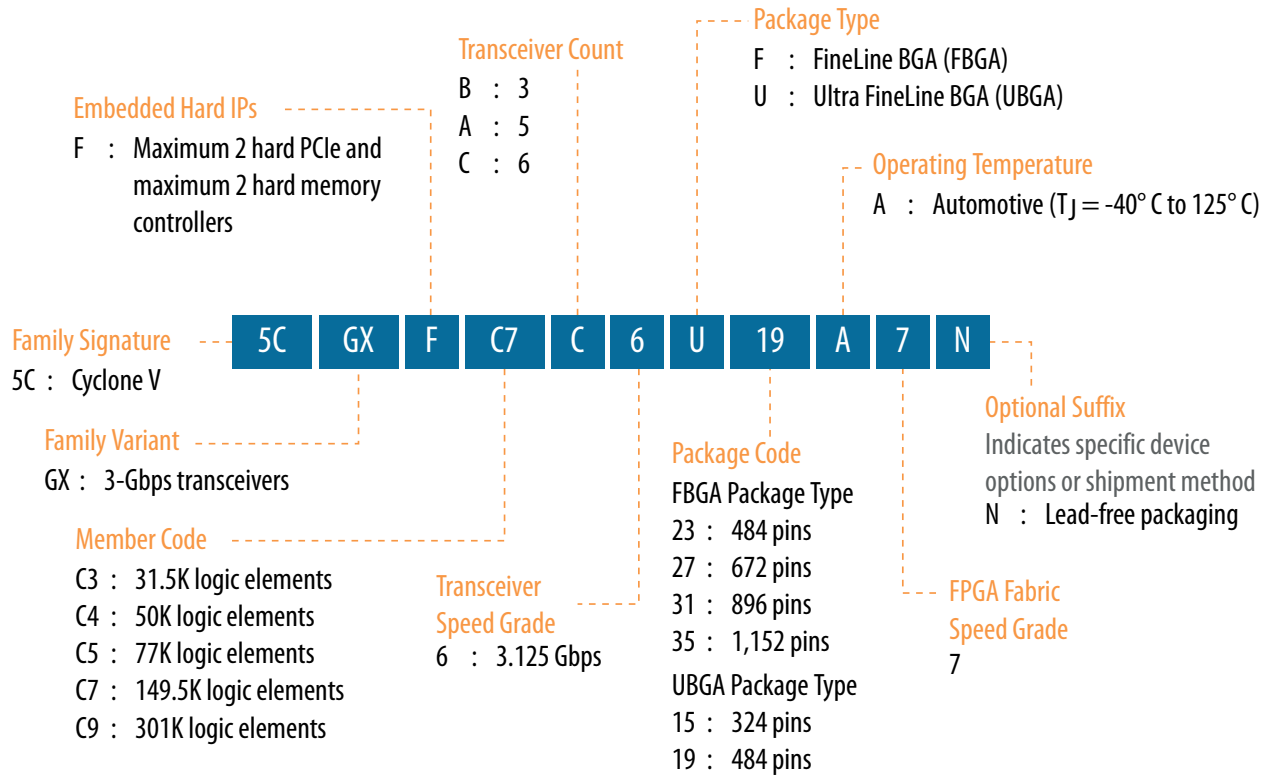 Package Type
F : FineLine BGA (FBGA)
U : Ultra FineLine BGA (UBGA)
Transceiver Count
B : 3
A : 5
C : 6
Embedded Hard IPs
F : Maximum 2 hard PCIe and
maximum 2 hard memory
controllers
Operating Temperature
A : Automotive (TJ = -40° C to 125° C)
Family Signature
5C : Cyclone V
5C GX F C7 C 6 U 19 A 7 N
Family Variant
GX : 3-Gbps transceivers
Member Code
C3 : 31.5K logic elements
C4 : 50K logic elements
C5 : 77K logic elements
C7 : 149.5K logic elements
C9 : 301K logic elements
Transceiver
Speed Grade
6 : 3.125 Gbps
Package Code
FBGA Package Type
23 : 484 pins
27 : 672 pins
31 : 896 pins
35 : 1,152 pins
UBGA Package Type
15 : 324 pins
19 : 484 pins
FPGA Fabric
Speed Grade
7
Optional Suffix
Indicates specific device
options or shipment method
N : Lead-free packaging